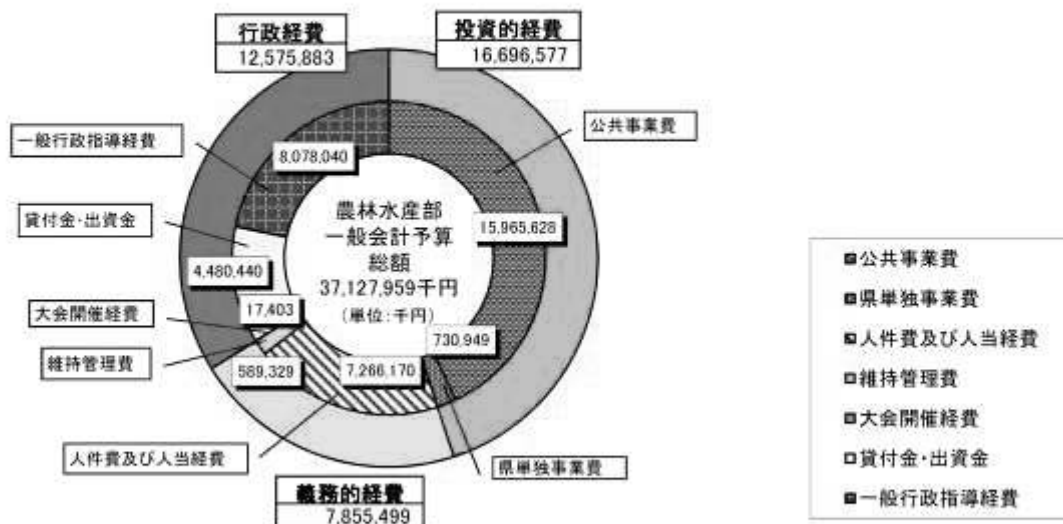 行政経費
12,575,883
投資的経費
16,696,577
公共事業費
一般行政指導経費
8,078,040
貸付金・出資金
農林水産部
一般会計予算
総額
37,127,959千円
(単位:千円)
15,965,628
4,480,440
17,403
大会開催経費
730,949
維持管理費
589,329
7,266,170
人件費及び人当経費
県単独事業費
義務的経費
7,855,499
公共事業費
県単独事業費
人件費及び人当経費
維持管理費
大会開催経費
貸付金・出資金
一般行政指導経費